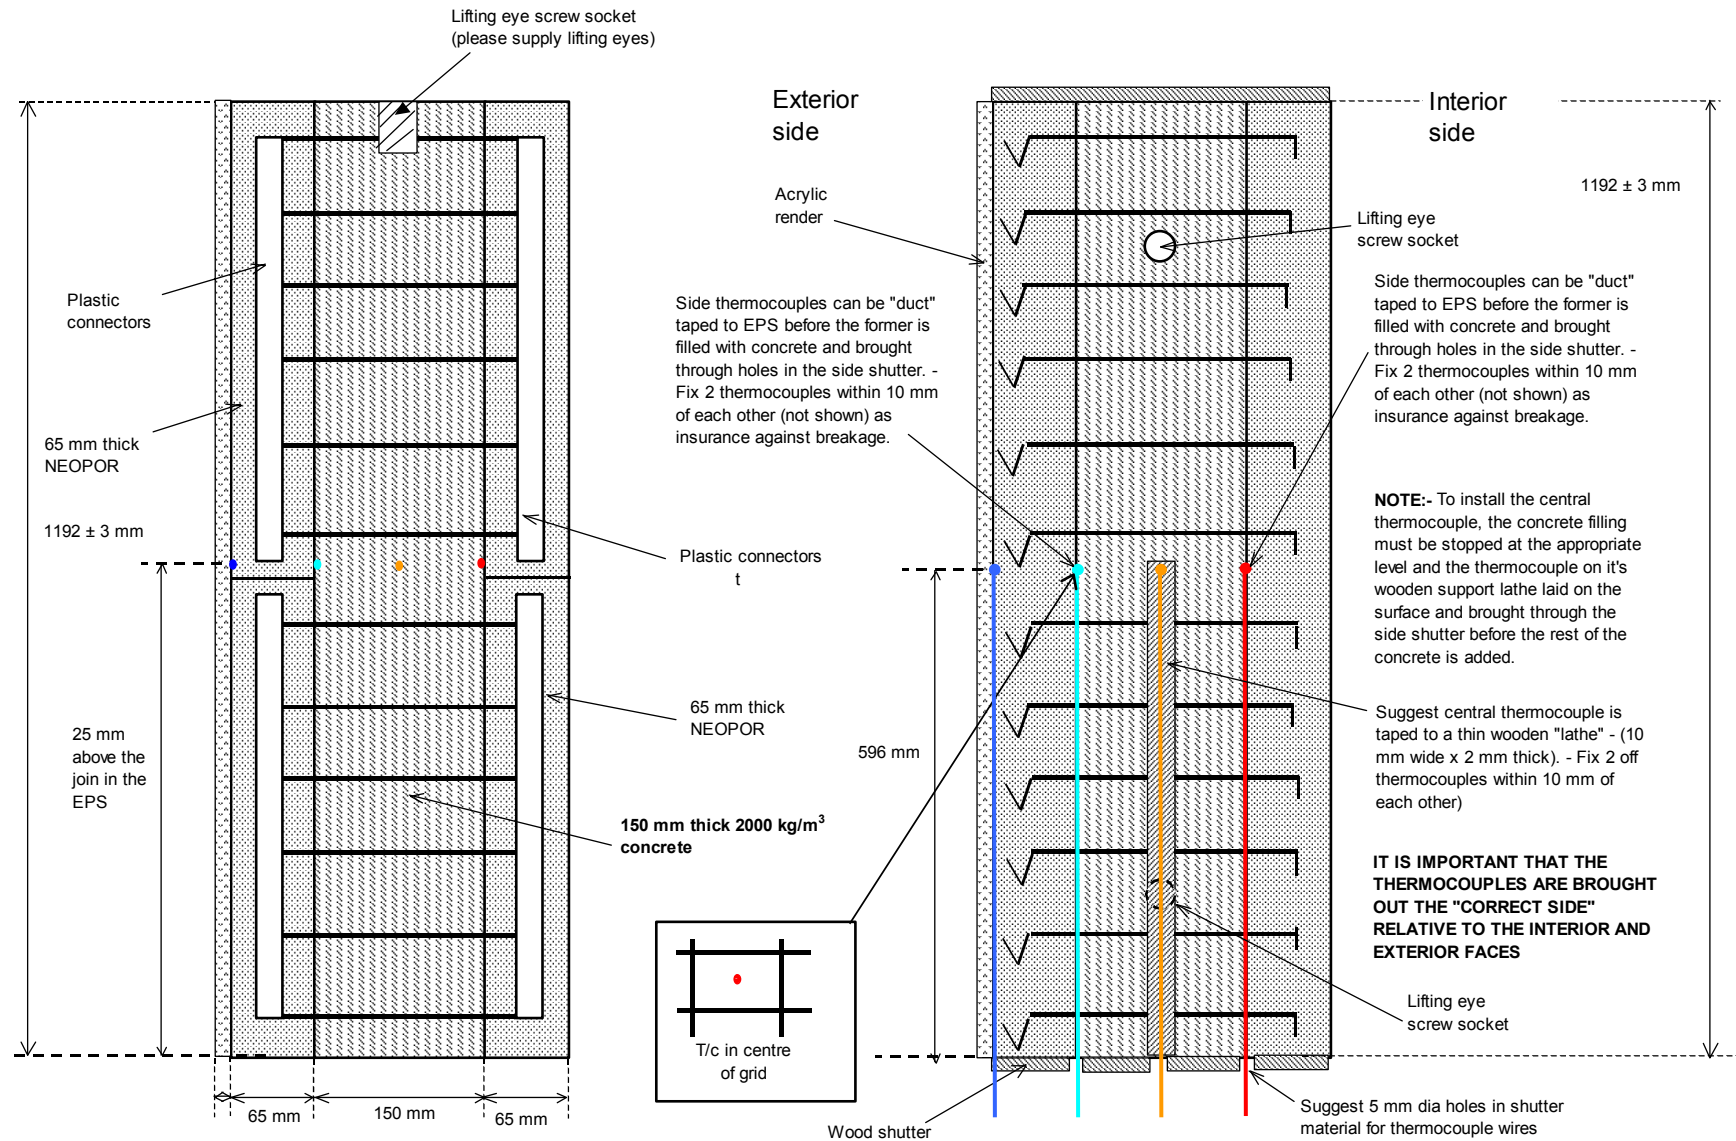 Lifting eye screw socket
(please supply lifting eyes)
Exterior
side
Interior
side
1192 ± 3 mm
Acrylic
render
Lifting eye
screw socket
Plastic
connectors
Side thermocouples can be "duct"
taped to EPS before the former is
filled with concrete and brought
through holes in the side shutter. -
Fix 2 thermocouples within 10 mm
of each other (not shown) as
insurance against breakage.
Side thermocouples can be "duct"
taped to EPS before the former is
filled with concrete and brought
through holes in the side shutter. -
Fix 2 thermocouples within 10 mm
of each other (not shown) as
insurance against breakage.
65 mm thick
NEOPOR
1192 ± 3 mm
Plastic connectors
t
NOTE:- To install the central
thermocouple, the concrete filling
must be stopped at the appropriate
level and the thermocouple on it's
wooden support lathe laid on the
surface and brought through the
side shutter before the rest of the
concrete is added.
25 mm
above the
join in the
EPS
65 mm thick
NEOPOR
596 mm
Suggest central thermocouple is
taped to a thin wooden "lathe" - (10
mm wide x 2 mm thick). - Fix 2 off
thermocouples within 10 mm of
each other)
150 mm thick 2000 kg/m³
concrete
IT IS IMPORTANT THAT THE
THERMOCOUPLES ARE BROUGHT
OUT THE "CORRECT SIDE"
RELATIVE TO THE INTERIOR AND
EXTERIOR FACES
Lifting eye
screw socket
T/c in centre
of grid
65 mm
150 mm
65 mm
Wood shutter
Suggest 5 mm dia holes in shutter
material for thermocouple wires